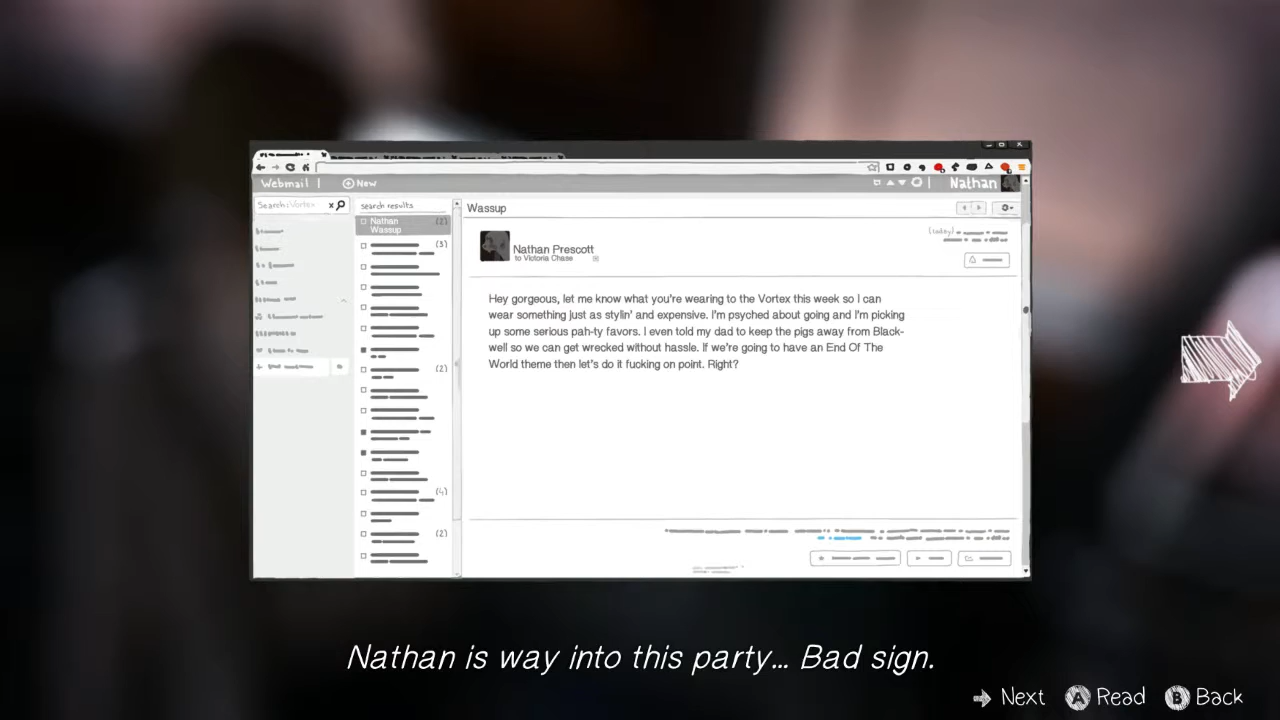 Webmail | New
Nathan
Search:Vortex x
search results
Nathan (2)
Wassup
(3)
(2)
(4)
(2)
Wassup
(today)
Nathan Prescott
to Victoria Chase
Hey gorgeous, let me know what you're wearing to the Vortex this week so I can
wear something just as stylin' and expensive. I'm psyched about going and I'm picking
up some serious pah-ty favors. I even told my dad to keep the pigs away from Black-
well so we can get wrecked without hassle. If we're going to have an End Of The
World theme then let's do it fucking on point. Right?
Nathan is way into this party... Bad sign.
Next A Read B Back